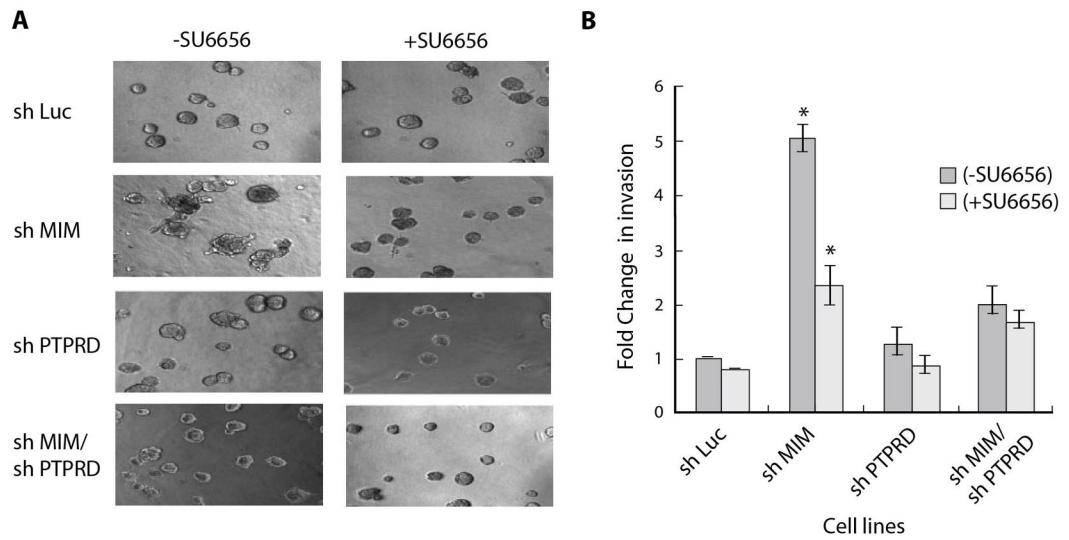 A
-SU6656
+SU6656
sh Luc
sh MIM
sh PTPRD
sh MIM/
sh PTPRD
B
Fold Change in invasion
6
5
4
3
2
1
0
*
*
(-SU6656)
(+SU6656)
sh Luc
sh MIM
sh PTPRD
sh MIM/
sh PTPRD
Cell lines